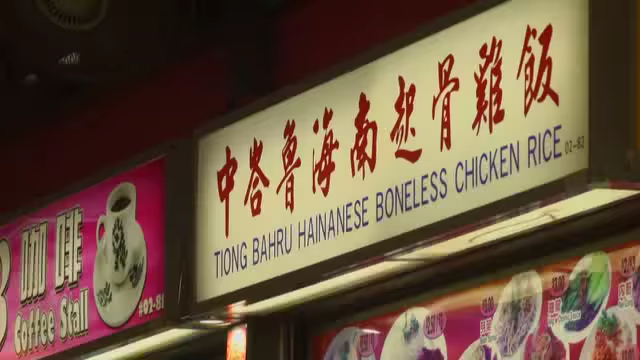 中峇魯海南起骨雞飯
TIONG BAHRU HAINANESE BONELESS CHICKEN RICE 02-82
咖啡
Coffee Stall
#02-81